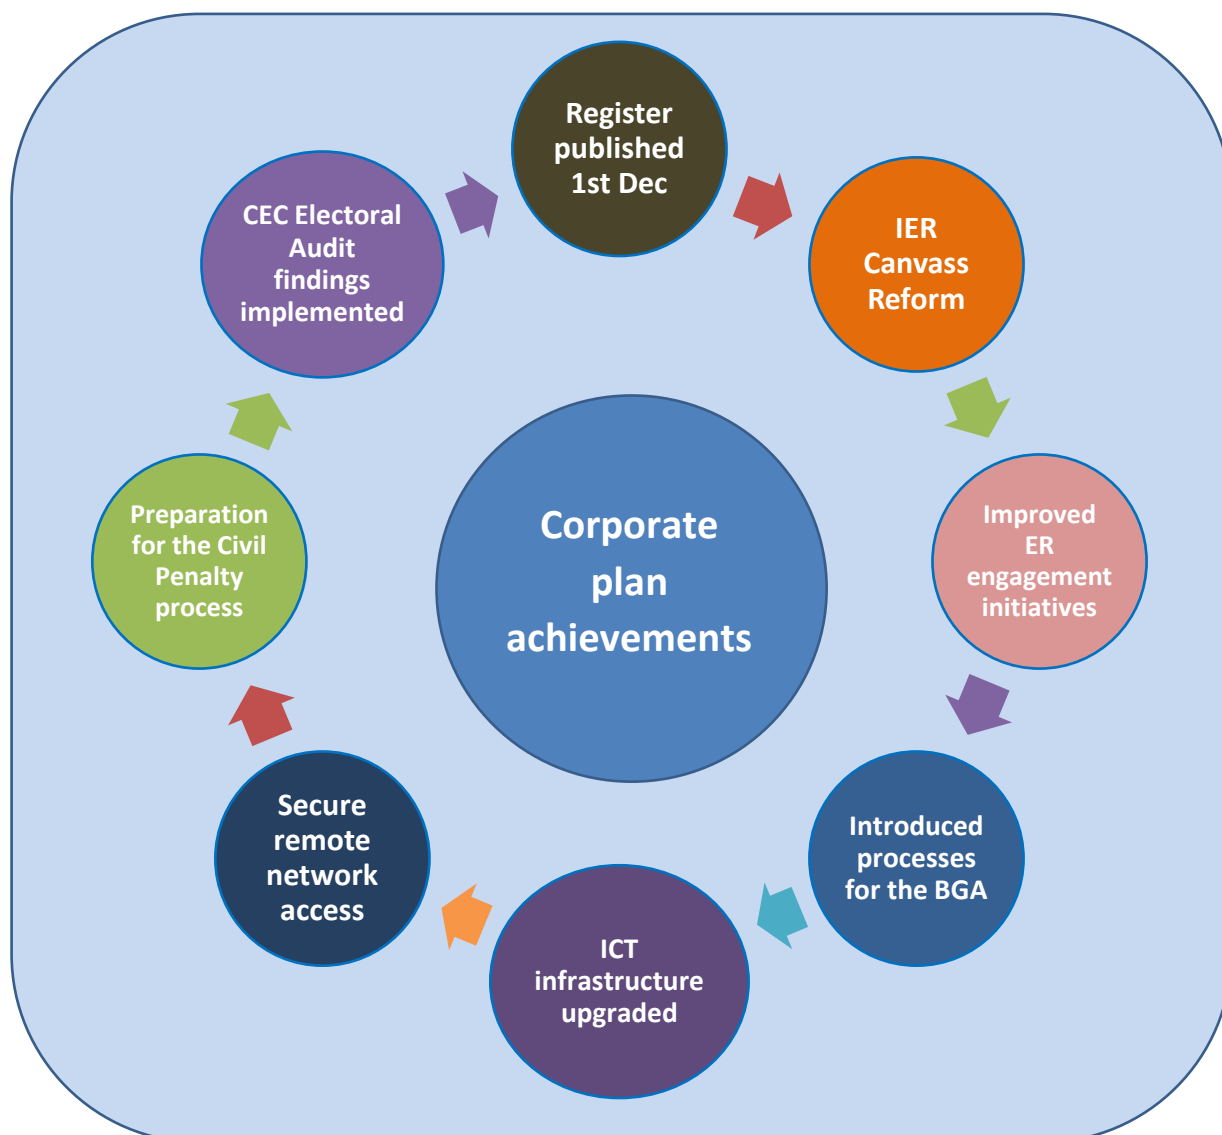 Register
published
1st Dec
IER
Canvass
Reform
Improved
ER
engagement
initiatives
Introduced
processes
for the BGA
ICT
infrastructure
upgraded
Secure
remote
network
access
Preparation
for the Civil
Penalty
process
CEC Electoral
Audit
findings
implemented
Corporate
plan
achievements